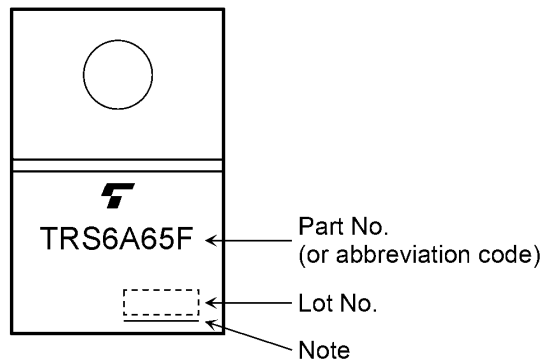 TRS6A65F
Part No.
(or abbreviation code)
Lot No.
Note